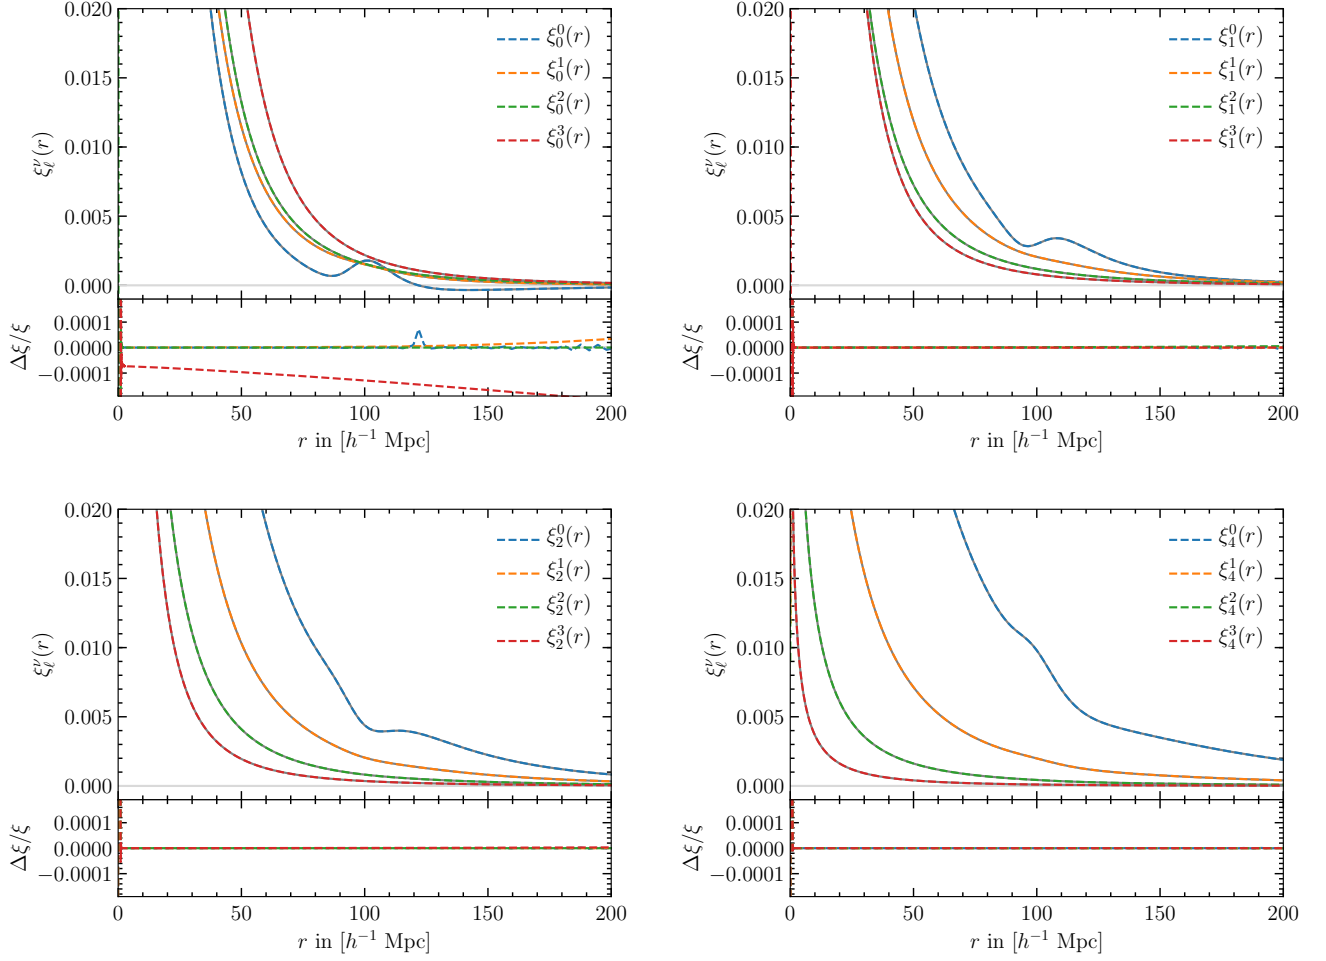 0.020
0.015
0.010
0.005
0.000
ξ_ℓ^ν(r)
ξ_0^0(r)
ξ_0^1(r)
ξ_0^2(r)
ξ_0^3(r)
0.0001
0.0000
−0.0001
Δξ/ξ
0 50 100 150 200
r in [h⁻¹ Mpc]
0.020
0.015
0.010
0.005
0.000
ξ_ℓ^ν(r)
ξ_1^0(r)
ξ_1^1(r)
ξ_1^2(r)
ξ_1^3(r)
0.0001
0.0000
−0.0001
Δξ/ξ
0 50 100 150 200
r in [h⁻¹ Mpc]
0.020
0.015
0.010
0.005
0.000
ξ_ℓ^ν(r)
ξ_2^0(r)
ξ_2^1(r)
ξ_2^2(r)
ξ_2^3(r)
0.0001
0.0000
−0.0001
Δξ/ξ
0 50 100 150 200
r in [h⁻¹ Mpc]
0.020
0.015
0.010
0.005
0.000
ξ_ℓ^ν(r)
ξ_4^0(r)
ξ_4^1(r)
ξ_4^2(r)
ξ_4^3(r)
0.0001
0.0000
−0.0001
Δξ/ξ
0 50 100 150 200
r in [h⁻¹ Mpc]